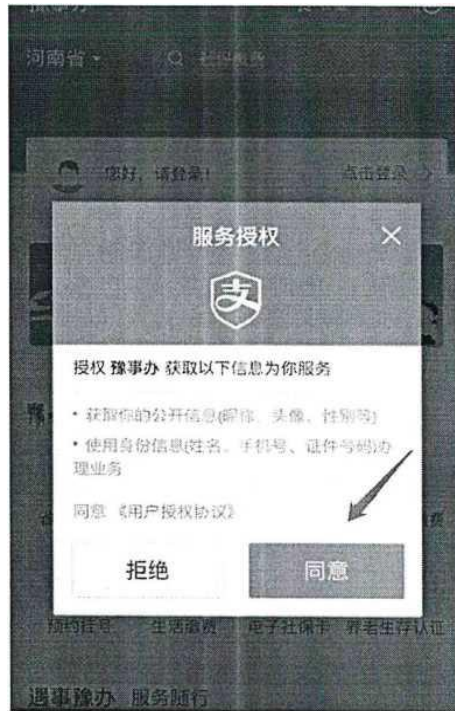 河南省
您好，请登录！
点击登录
服务授权
支
授权 豫事办 获取以下信息为你服务
• 获取你的公开信息(昵称、头像、性别等)
• 使用身份信息(姓名、手机号、证件号码)办
理业务
同意 《用户授权协议》
拒绝
同意
预约挂号 生活缴费 电子社保卡 养老生存认证
遇事豫办 服务随行